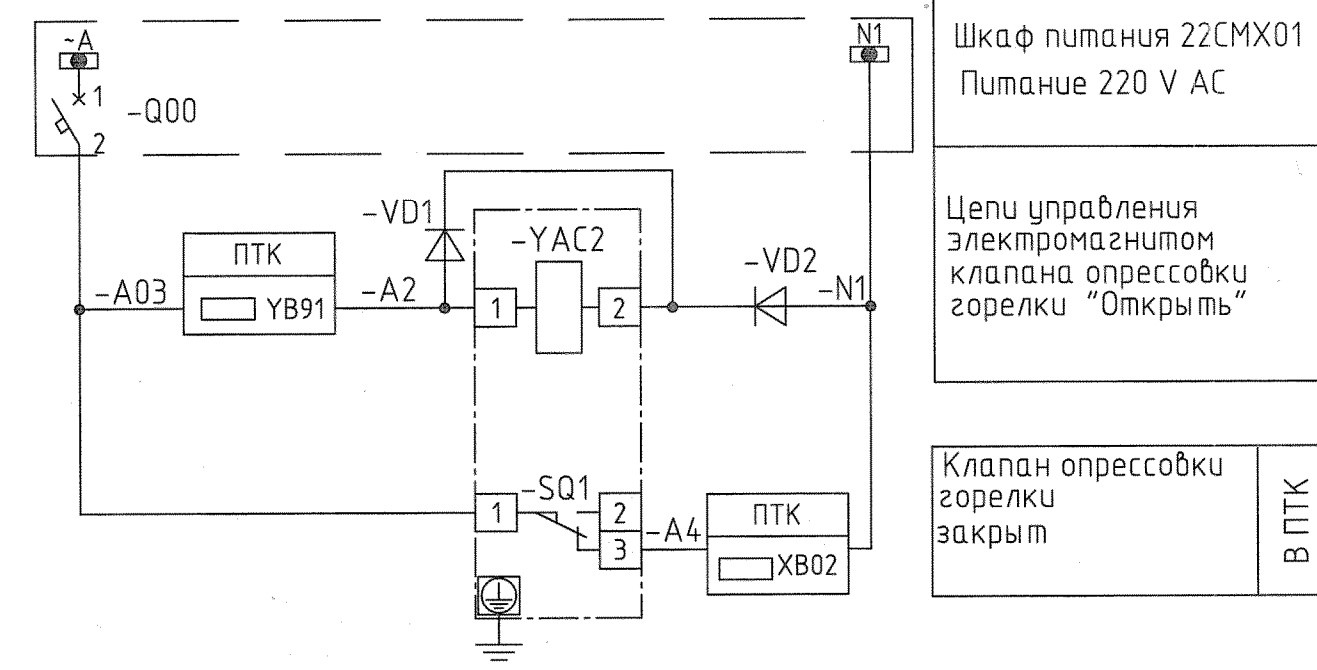 ~A
N1
1
-Q00
2
Шкаф питания 22СМХ01
Питание 220 V AC
-VD1
-YAC2
-VD2
-N1
ПТК
-A03
YB91
-A2
1
2
Цепи управления
электромагнитом
клапана опрессовки
горелки "Открыть"
-SQ1
1
2
3
-A4
ПТК
XB02
Клапан опрессовки
горелки
закрыт
В ПТК